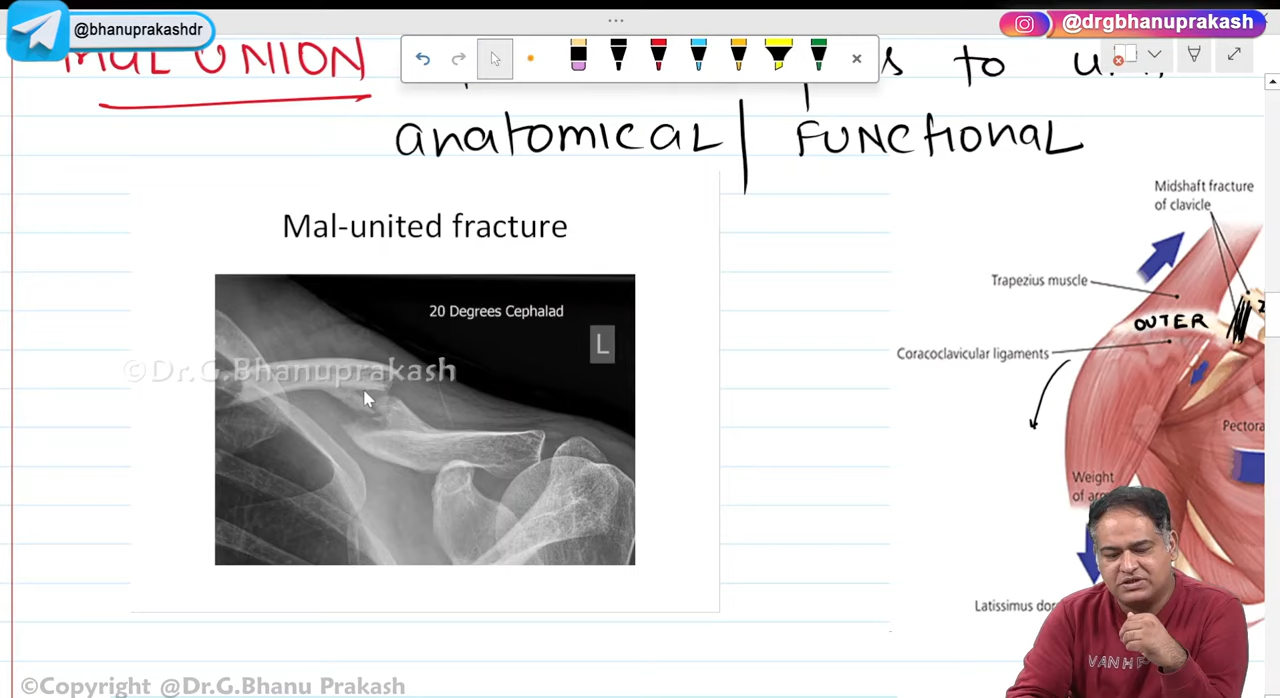 @bhanuprakashdr
@drgbhanuprakash
MAL UNION
s to
anatomical | FUNCtionaL
Mal-united fracture
20 Degrees Cephalad
L
©Dr.G.Bhanuprakash
Midshaft fracture
of clavicle
Trapezius muscle
OUTER
Coracoclavicular ligaments
Pectora
Weight
of ar
Latissimus dor
©Copyright @Dr.G.Bhanu Prakash